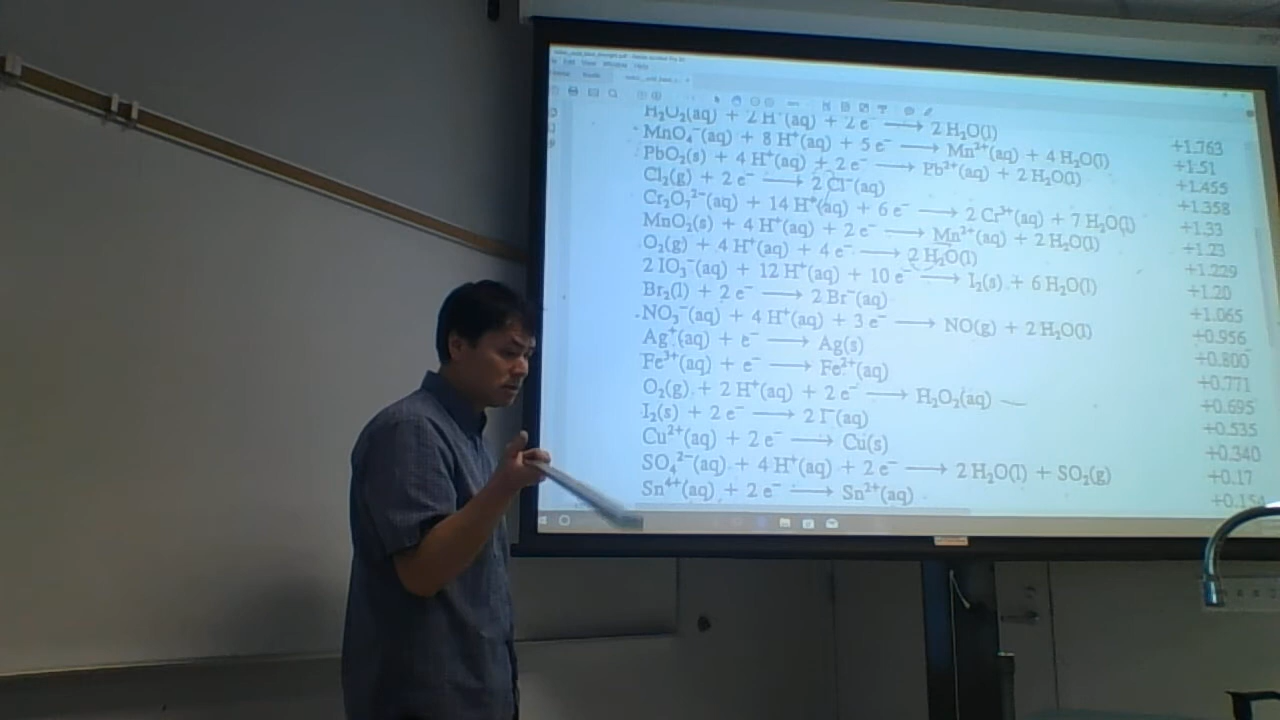 Edit View Window Help
H₂O₂(aq) + 2 H⁺(aq) + 2 e⁻ ⟶ 2 H₂O(l) +1.763
MnO₄⁻(aq) + 8 H⁺(aq) + 5 e⁻ ⟶ Mn²⁺(aq) + 4 H₂O(l) +1.51
PbO₂(s) + 4 H⁺(aq) + 2 e⁻ ⟶ Pb²⁺(aq) + 2 H₂O(l) +1.455
Cl₂(g) + 2 e⁻ ⟶ 2 Cl⁻(aq) +1.358
Cr₂O₇²⁻(aq) + 14 H⁺(aq) + 6 e⁻ ⟶ 2 Cr³⁺(aq) + 7 H₂O(l) +1.33
MnO₂(s) + 4 H⁺(aq) + 2 e⁻ ⟶ Mn²⁺(aq) + 2 H₂O(l) +1.23
O₂(g) + 4 H⁺(aq) + 4 e⁻ ⟶ 2 H₂O(l) +1.229
2 IO₃⁻(aq) + 12 H⁺(aq) + 10 e⁻ ⟶ I₂(s) + 6 H₂O(l) +1.20
Br₂(l) + 2 e⁻ ⟶ 2 Br⁻(aq) +1.065
NO₃⁻(aq) + 4 H⁺(aq) + 3 e⁻ ⟶ NO(g) + 2 H₂O(l) +0.956
Ag⁺(aq) + e⁻ ⟶ Ag(s) +0.800
Fe³⁺(aq) + e⁻ ⟶ Fe²⁺(aq) +0.771
O₂(g) + 2 H⁺(aq) + 2 e⁻ ⟶ H₂O₂(aq) +0.695
I₂(s) + 2 e⁻ ⟶ 2 I⁻(aq) +0.535
Cu²⁺(aq) + 2 e⁻ ⟶ Cu(s) +0.340
SO₄²⁻(aq) + 4 H⁺(aq) + 2 e⁻ ⟶ 2 H₂O(l) + SO₂(g) +0.17
Sn⁴⁺(aq) + 2 e⁻ ⟶ Sn²⁺(aq) +0.154